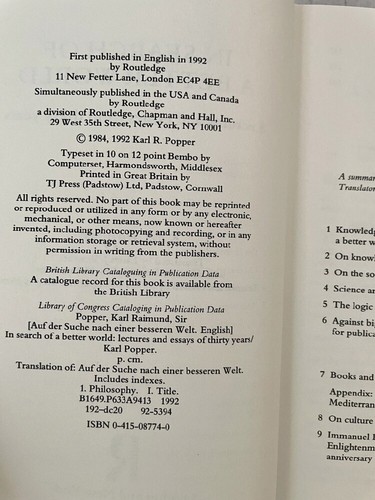 First published in English in 1992
by Routledge
11 New Fetter Lane, London EC4P 4EE
Simultaneously published in the USA and Canada
by Routledge
a division of Routledge, Chapman and Hall, Inc.
29 West 35th Street, New York, NY 10001
© 1984, 1992 Karl R. Popper
Typeset in 10 on 12 point Bembo by
Computerset, Harmondsworth, Middlesex
Printed in Great Britain by
TJ Press (Padstow) Ltd, Padstow, Cornwall
All rights reserved. No part of this book may be reprinted
or reproduced or utilized in any form or by any electronic,
mechanical, or other means, now known or hereafter
invented, including photocopying and recording, or in any
information storage or retrieval system, without
permission in writing from the publishers.
British Library Cataloguing in Publication Data
A catalogue record for this book is available from
the British Library
Library of Congress Cataloging in Publication Data
Popper, Karl Raimund, Sir
[Auf der Suche nach einer besseren Welt. English]
In search of a better world: lectures and essays of thirty years/
Karl Popper.
p. cm.
Translation of: Auf der Suche nach einer besseren Welt.
Includes indexes.
1. Philosophy. I. Title.
B1649.P633A9413 1992
192–dc20 92-5394
ISBN 0-415-08774-0
A summar
Translator
1 Knowledg
a better w
2 On know
3 On the so
4 Science an
5 The logic
6 Against bi
for publica
7 Books and
Appendix:
Mediterran
8 On culture
9 Immanuel
Enlightenm
anniversary